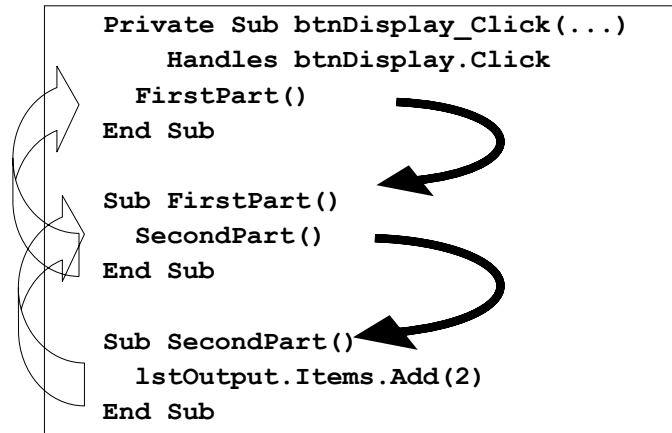 Private Sub btnDisplay_Click(...)
Handles btnDisplay.Click
FirstPart()
End Sub
Sub FirstPart()
SecondPart()
End Sub
Sub SecondPart()
lstOutput.Items.Add(2)
End Sub